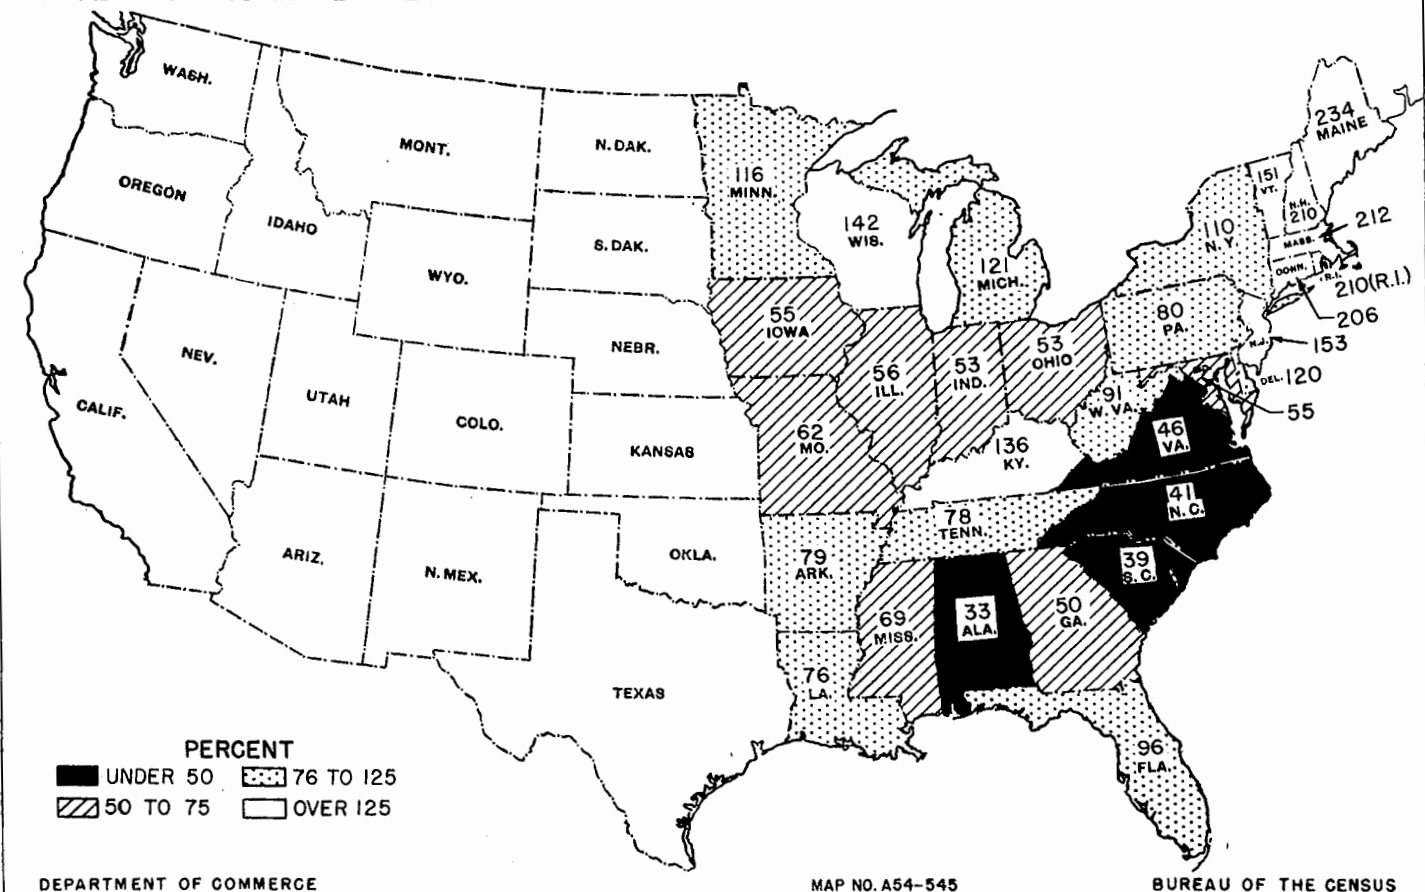 WASH.
MONT.
N. DAK.
116
MINN.
234
MAINE
OREGON
IDAHO
S. DAK.
142
WIS.
121
MICH.
110
N.Y.
151
VT.
N.H.
210
MASS.
212
CONN.
R.I.
210(R.I.)
206
WYO.
NEV.
NEBR.
55
IOWA
56
ILL.
53
IND.
53
OHIO
80
PA.
N.J.
153
DEL.
120
55
CALIF.
UTAH
COLO.
KANSAS
62
MO.
136
KY.
91
W. VA.
46
VA.
41
N. C.
ARIZ.
N. MEX.
OKLA.
79
ARK.
78
TENN.
39
S. C.
69
MISS.
33
ALA.
50
GA.
TEXAS
76
LA.
96
FLA.
PERCENT
UNDER 50
76 TO 125
50 TO 75
OVER 125
DEPARTMENT OF COMMERCE
MAP NO. A54-545
BUREAU OF THE CENSUS